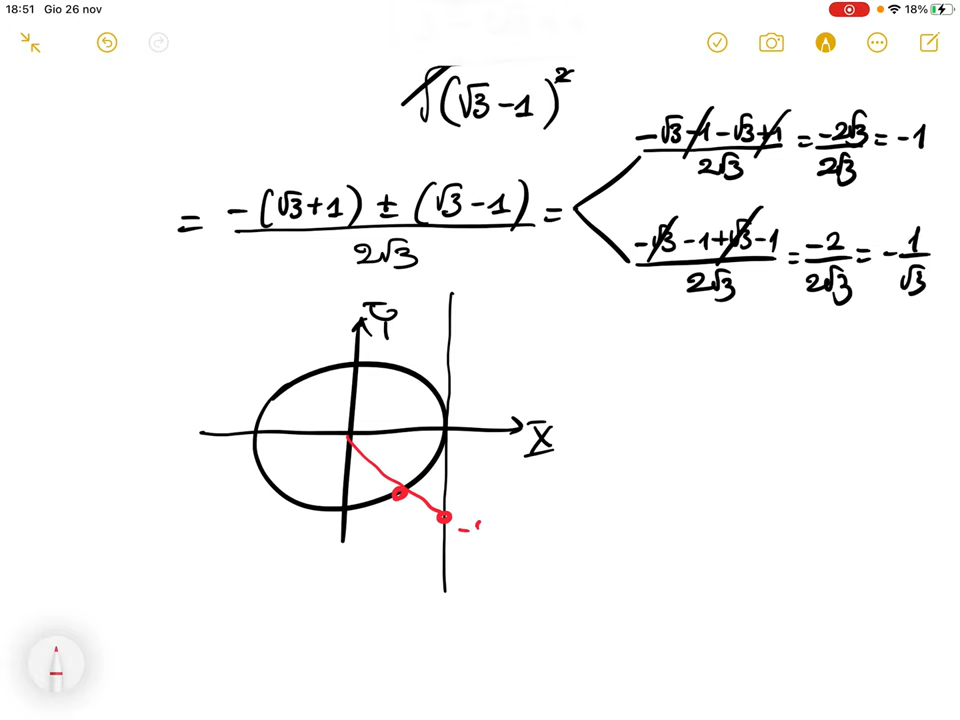 18:51 Gio 26 nov
18%
√(√3 - 1)²
= -(√3+1) ± (√3 - 1) / 2√3 =
-√3 - 1 - √3 + 1 / 2√3 = -2√3 / 2√3 = -1
-√3 - 1 + √3 - 1 / 2√3 = -2 / 2√3 = -1/√3
Y
X